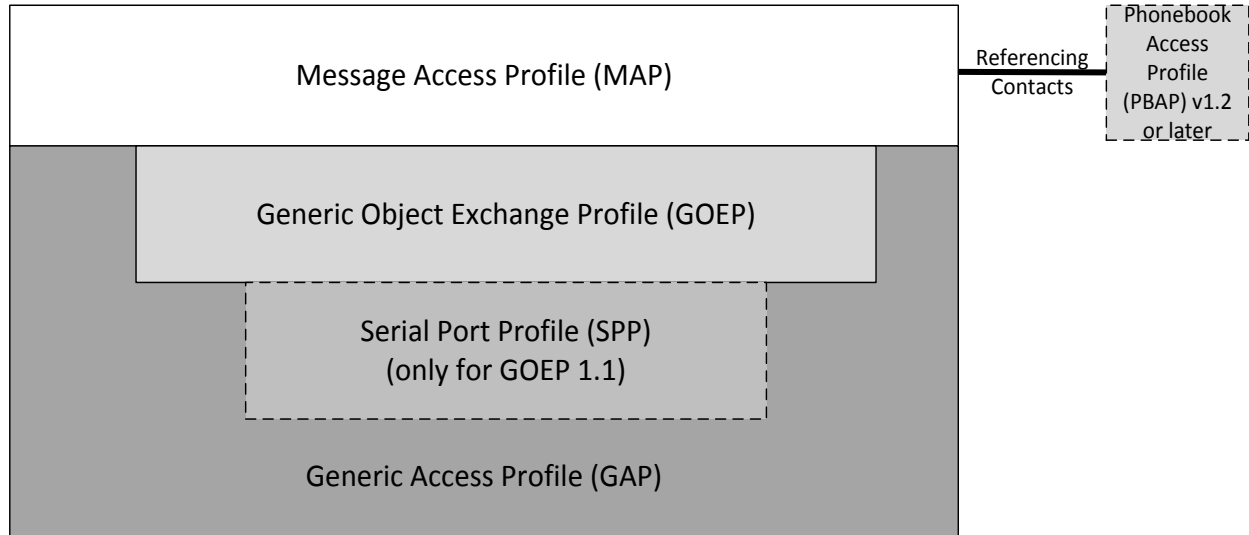 Message Access Profile (MAP)
Referencing
Contacts
Phonebook
Access
Profile
(PBAP) v1.2
or later
Generic Object Exchange Profile (GOEP)
Serial Port Profile (SPP)
(only for GOEP 1.1)
Generic Access Profile (GAP)